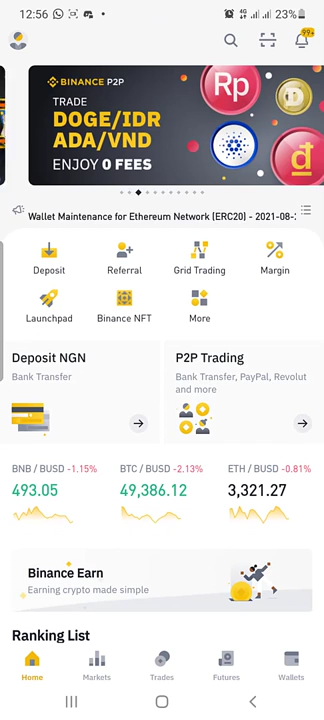 12:56
4G
23%
99+
BINANCE P2P
TRADE
DOGE/IDR
ADA/VND
ENJOY 0 FEES
Rp
đ
Wallet Maintenance for Ethereum Network (ERC20) - 2021-08-
Deposit
Referral
Grid Trading
Margin
Launchpad
Binance NFT
More
Deposit NGN
Bank Transfer
P2P Trading
Bank Transfer, PayPal, Revolut
and more
BNB / BUSD -1.15%
BTC / BUSD -2.13%
ETH / BUSD -0.81%
493.05
49,386.12
3,321.27
Binance Earn
Earning crypto made simple
Ranking List
Home
Markets
Trades
Futures
Wallets